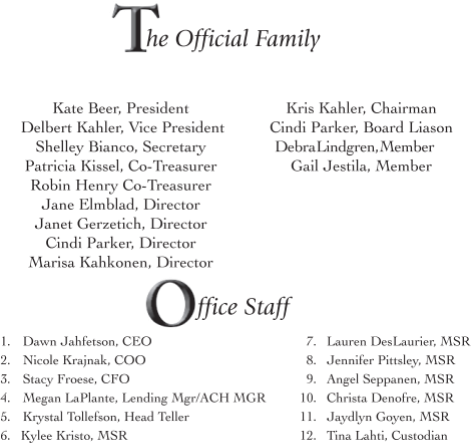 The Official Family
Kate Beer, President
Delbert Kahler, Vice President
Shelley Bianco, Secretary
Patricia Kissel, Co-Treasurer
Robin Henry Co-Treasurer
Jane Elmblad, Director
Janet Gerzetich, Director
Cindi Parker, Director
Marisa Kahkonen, Director
Kris Kahler, Chairman
Cindi Parker, Board Liason
DebraLindgren,Member
Gail Jestila, Member
Office Staff
1. Dawn Jahfetson, CEO
2. Nicole Krajnak, COO
3. Stacy Froese, CFO
4. Megan LaPlante, Lending Mgr/ACH MGR
5. Krystal Tollefson, Head Teller
6. Kylee Kristo, MSR
7. Lauren DesLaurier, MSR
8. Jennifer Pittsley, MSR
9. Angel Seppanen, MSR
10. Christa Denofre, MSR
11. Jaydlyn Goyen, MSR
12. Tina Lahti, Custodian